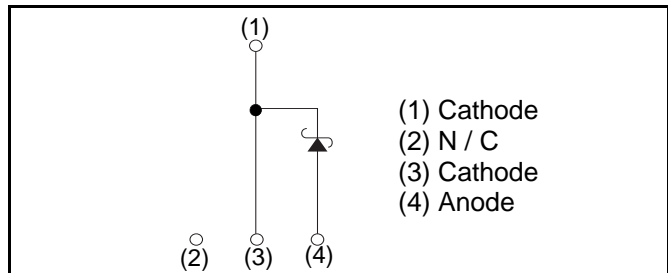 (1)
(1) Cathode
(2) N / C
(3) Cathode
(4) Anode
(2) (3) (4)